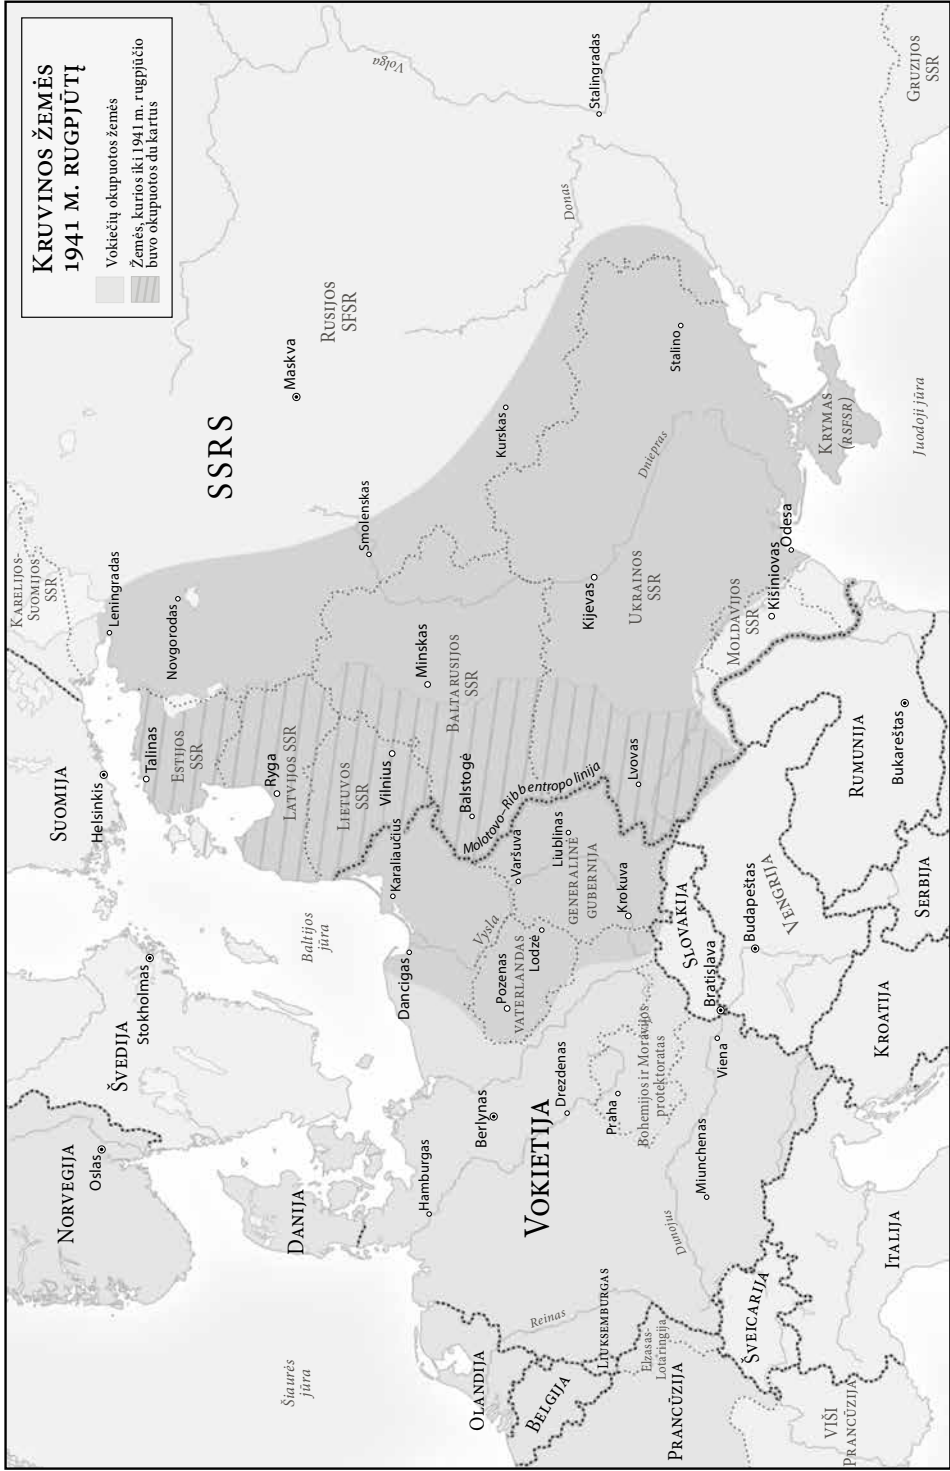 KRUVINOS ŽEMĖS
1941 M. RUGPJŪTĮ
Vokiečių okupuotos žemės
Žemės, kurios iki 1941 m. rugpjūčio
buvo okupuotos du kartus
NORVEGIJA
Oslas
ŠVEDIJA
Stokholmas
SUOMIJA
Helsinkis
KARELIJOS-
SUOMIJOS
SSR
Leningradas
Novgorodas
Talinas
ESTIJOS
SSR
Ryga
LATVIJOS SSR
LIETUVOS
SSR
Vilnius
SSRS
Maskva
RUSIJOS
SFSR
Volga
Stalingradas
Donas
GRUZIJOS
SSR
Šiaurės
jūra
DANIJA
Baltijos
jūra
Hamburgas
Dancigas
Karaliaučius
Smolenskas
Minskas
BALTARUSIJOS
SSR
Balstogė
Molotovo-Ribbentropo linija
Kurskas
Stalino
Dniepras
Kijevas
UKRAINOS
SSR
Lvovas
Berlynas
VOKIETIJA
Drezdenas
Vysla
Pozenas
VATERLANDAS
Lodzė
Varšuva
Liublinas
GENERALINĖ
GUBERNIJA
Krokuva
Praha
Bohemijos ir Moravijos
protektoratas
OLANDIJA
BELGIJA
Reinas
LIUKSEMBURGAS
Elzasas-
Lotaringija
PRANCŪZIJA
Dunojus
Miunchenas
Viena
Bratislava
SLOVAKIJA
Budapeštas
VENGRIJA
MOLDAVIJOS
SSR
Kišiniovas
Odesa
KRYMAS
(RSFSR)
Juodoji jūra
RUMUNIJA
Bukareštas
SERBIJA
KROATIJA
ITALIJA
ŠVEICARIJA
VIŠI
PRANCŪZIJA